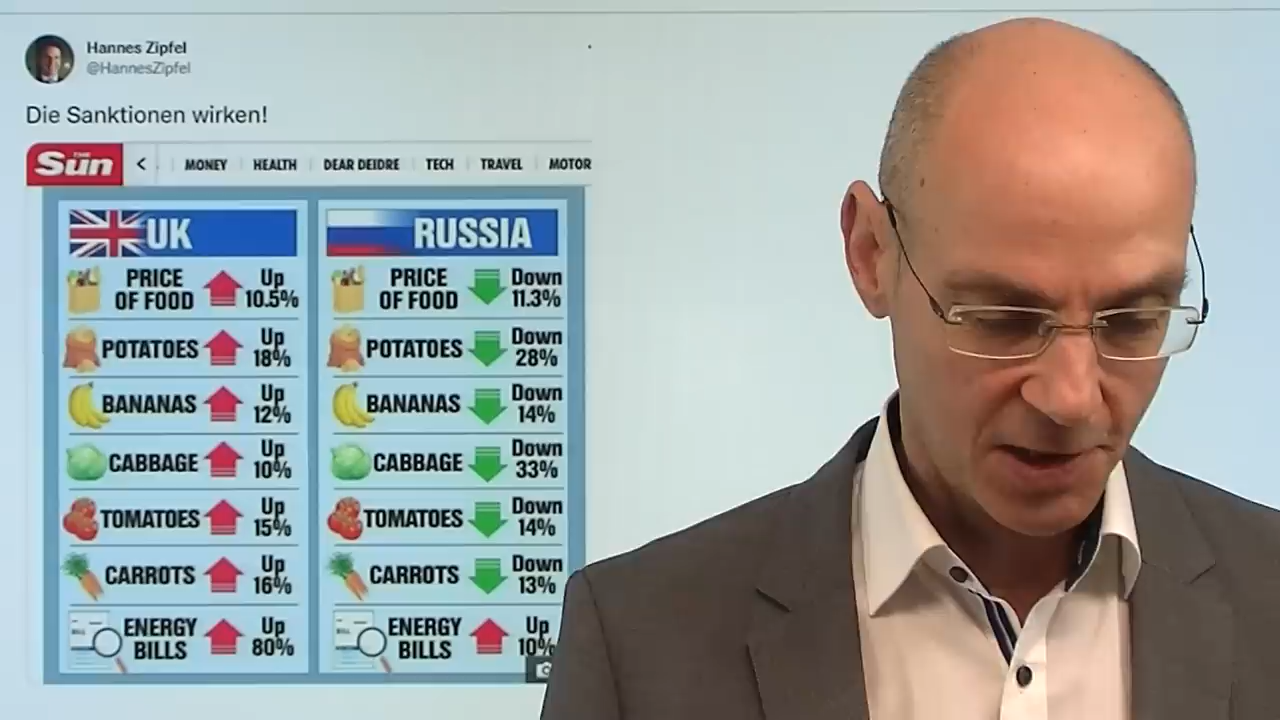 Hannes Zipfel
@HannesZipfel
Die Sanktionen wirken!
THE
Sun
<
MONEY
HEALTH
DEAR DEIDRE
TECH
TRAVEL
MOTOR
UK
PRICE
OF FOOD
Up
10.5%
POTATOES
Up
18%
BANANAS
Up
12%
CABBAGE
Up
10%
TOMATOES
Up
15%
CARROTS
Up
16%
BILL
ENERGY
BILLS
Up
80%
RUSSIA
PRICE
OF FOOD
Down
11.3%
POTATOES
Down
28%
BANANAS
Down
14%
CABBAGE
Down
33%
TOMATOES
Down
14%
CARROTS
Down
13%
BILL
ENERGY
BILLS
Up
10%